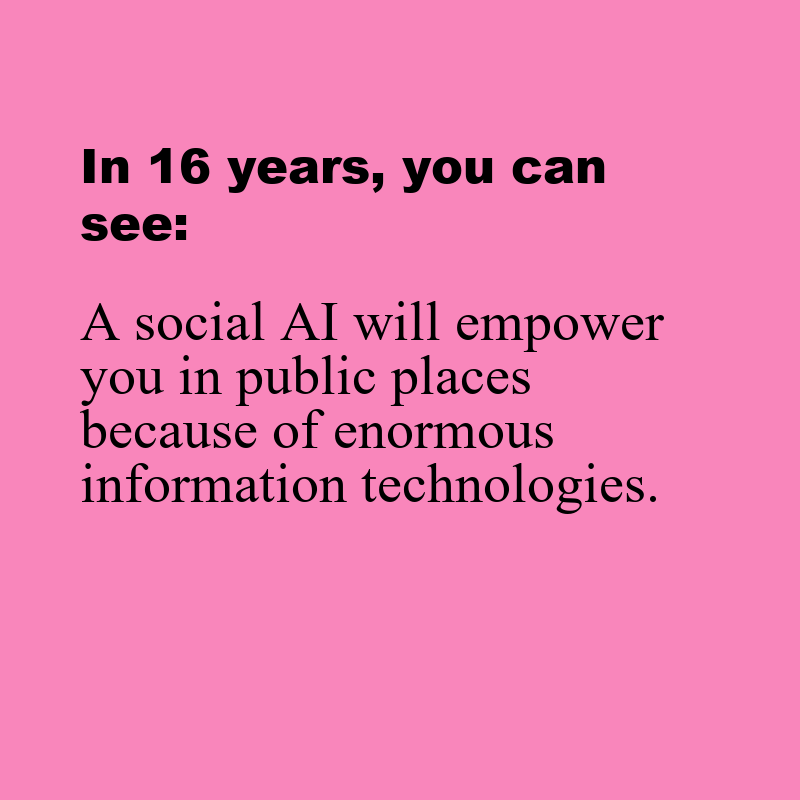 In 16 years, you can
see:
A social AI will empower
you in public places
because of enormous
information technologies.